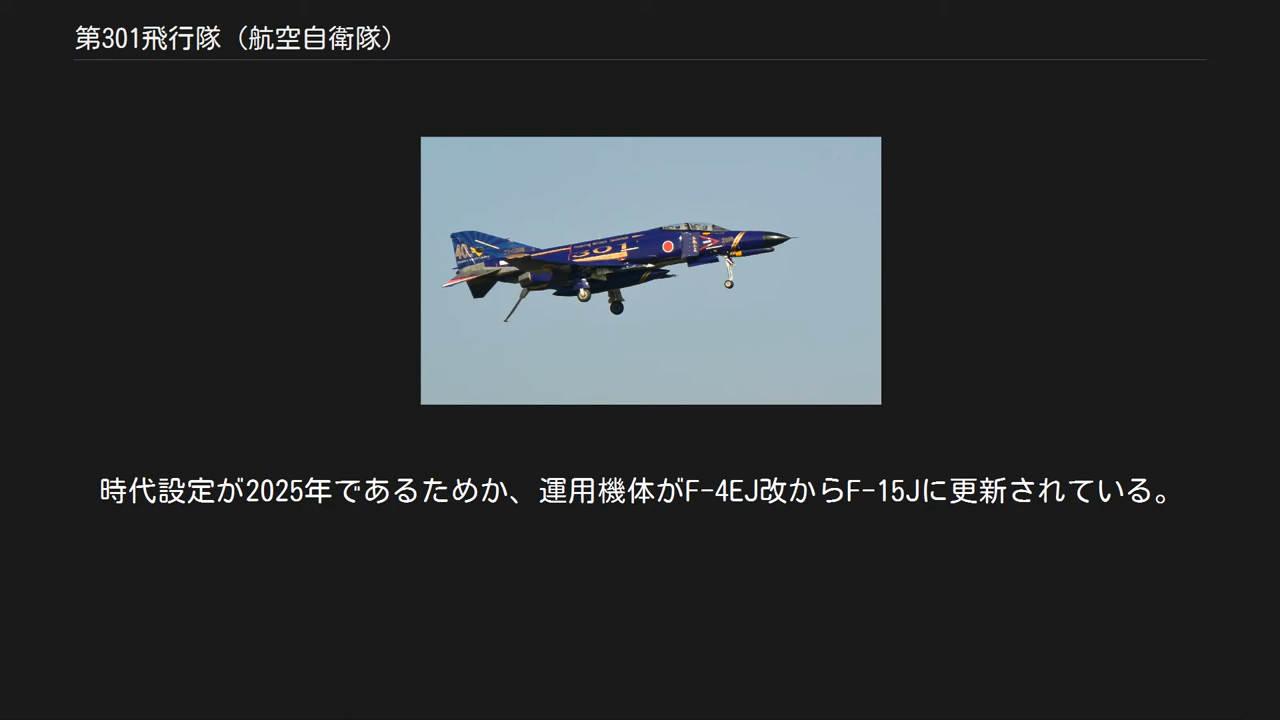 第301飛行隊（航空自衛隊）
40
301
時代設定が2025年であるためか、運用機体がF-4EJ改からF-15Jに更新されている。